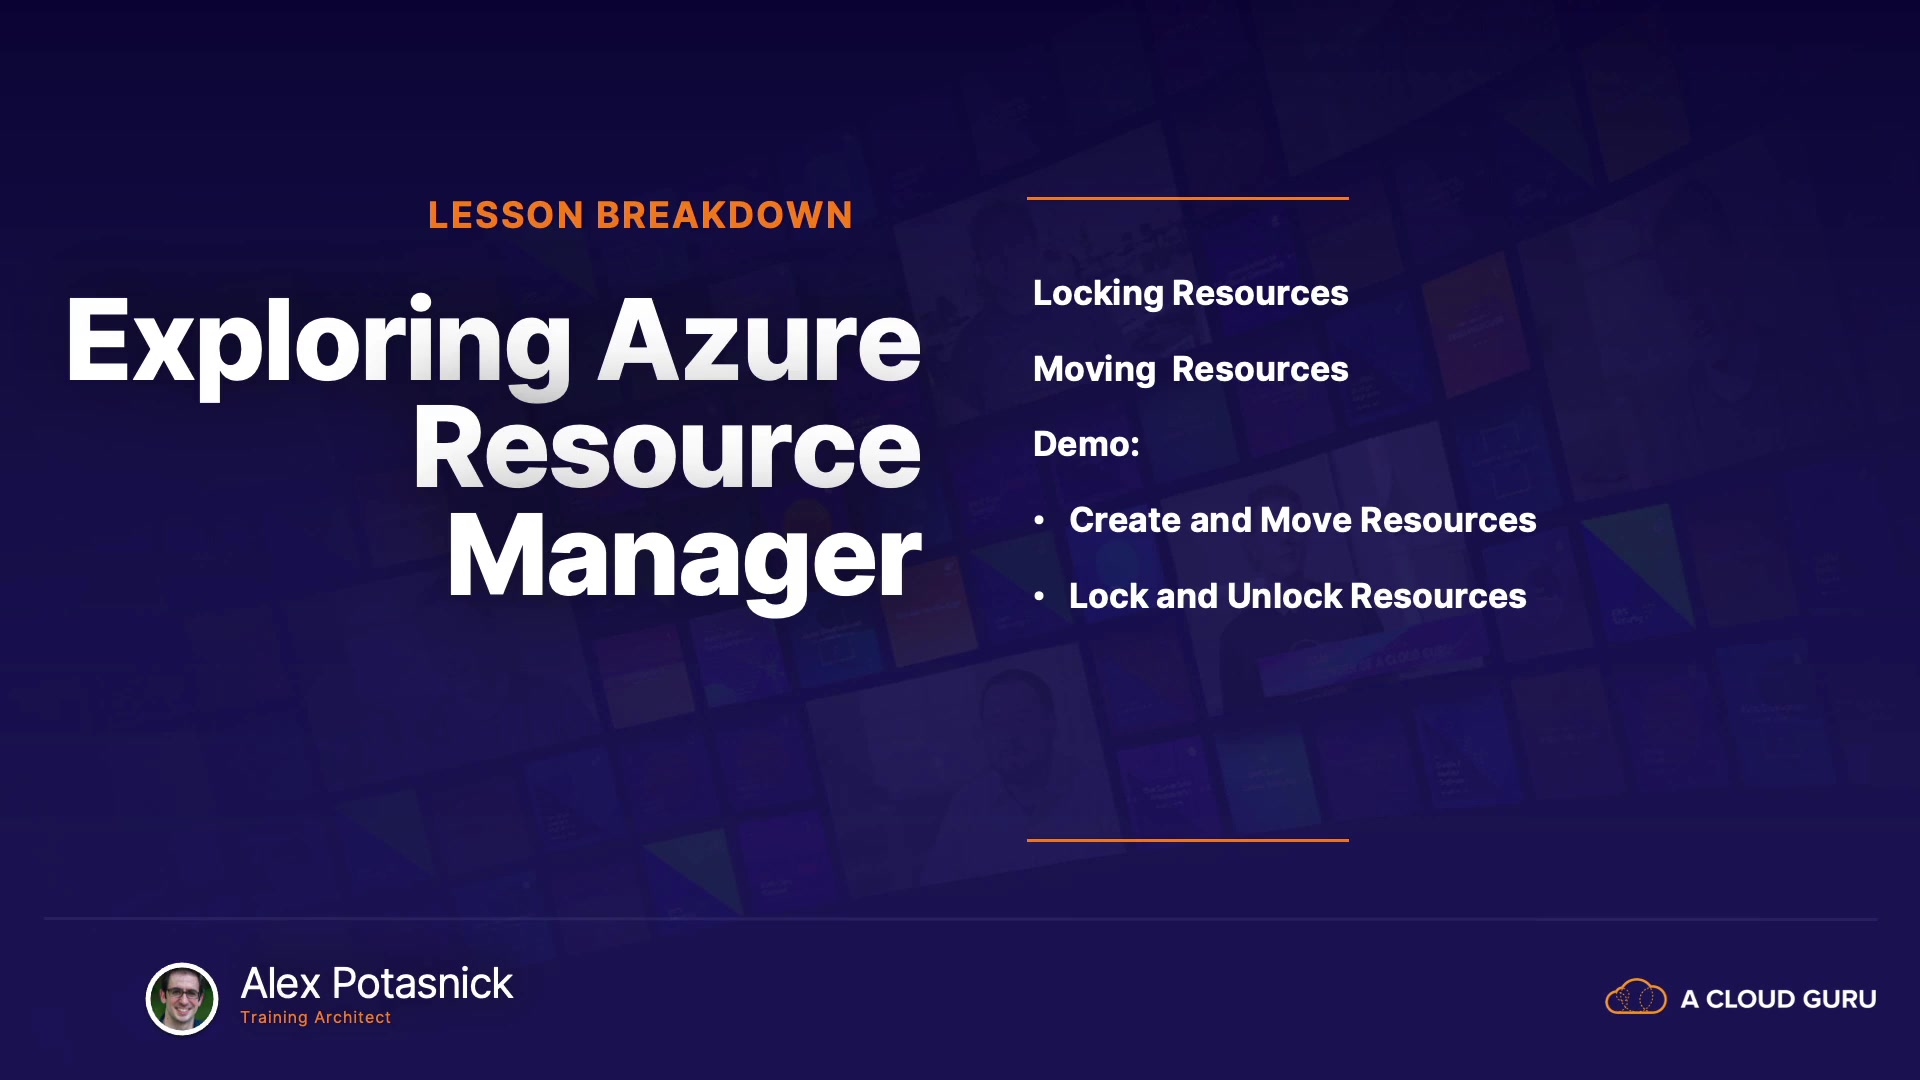 LESSON BREAKDOWN
Exploring Azure
Resource
Manager
Locking Resources
Moving  Resources
Demo:
• Create and Move Resources
• Lock and Unlock Resources
Alex Potasnick
Training Architect
A CLOUD GURU